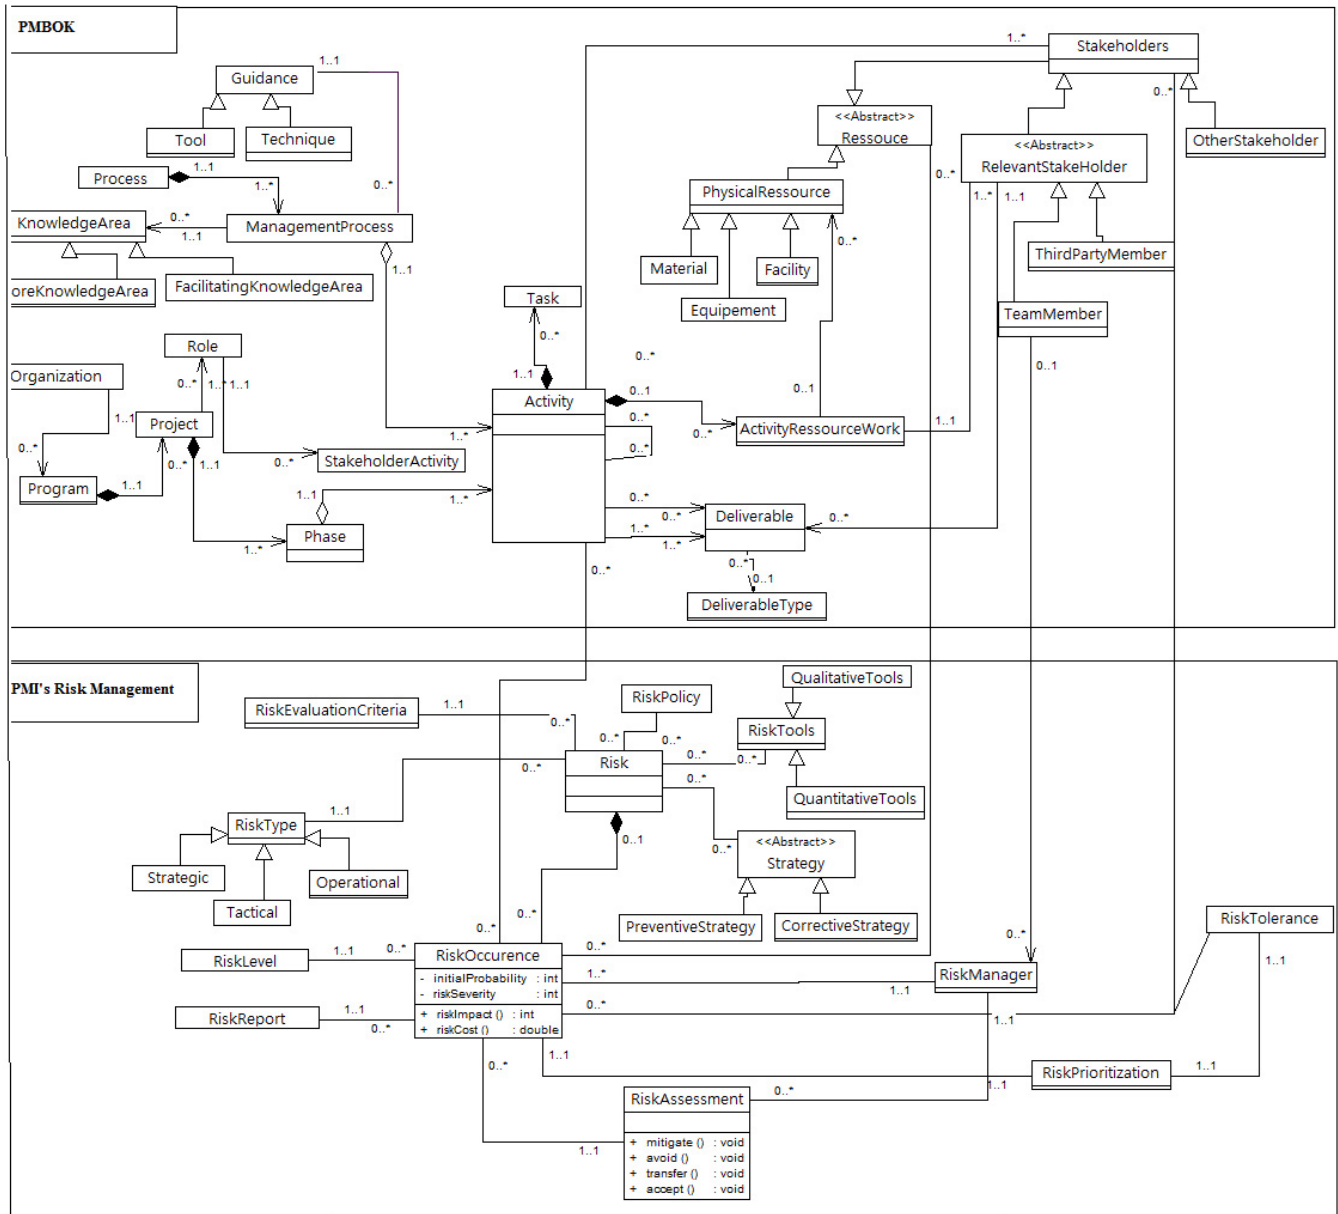 PMBOK
1..*
Stakeholders
1..1
Guidance
0..*
<<Abstract>>
Ressouce
Tool
Technique
OtherStakeholder
<<Abstract>>
RelevantStakeHolder
1..1
Process
1..*
0..*
0..*
PhysicalRessource
1..*
1..1
KnowledgeArea
0..*
1..1
ManagementProcess
0..*
ThirdPartyMember
Material
Facility
1..1
oreKnowledgeArea
FacilitatingKnowledgeArea
Task
Equipement
TeamMember
0..*
Role
0..*
0..1
Organization
0..*
1..*
1..1
1..1
0..1
0..1
Activity
1..1
Project
0..*
1..1
ActivityRessourceWork
0..*
1..*
0..*
0..*
0..*
1..1
0..*
StakeholderActivity
Program
1..1
1..1
1..*
0..*
0..*
Deliverable
0..*
Phase
1..*
1..*
1..*
0..*
0..*
0..1
DeliverableType
PMI's Risk Management
QualitativeTools
RiskPolicy
RiskEvaluationCriteria
1..1
0..*
RiskTools
0..*
0..*
0..*
0..*
Risk
0..*
0..*
QuantitativeTools
1..1
RiskType
0..1
0..*
<<Abstract>>
Strategy
Strategic
Operational
Tactical
0..*
PreventiveStrategy
CorrectiveStrategy
RiskTolerance
0..*
0..*
0..*
RiskLevel
1..1
0..*
RiskOccurence
- initialProbability : int
- riskSeverity : int
+ riskImpact () : int
+ riskCost () : double
1..*
1..1
RiskManager
1..1
RiskReport
1..1
0..*
0..*
1..1
0..*
1..1
RiskPrioritization
1..1
1..1
RiskAssessment
0..*
+ mitigate () : void
+ avoid () : void
+ transfer () : void
+ accept () : void
1..1